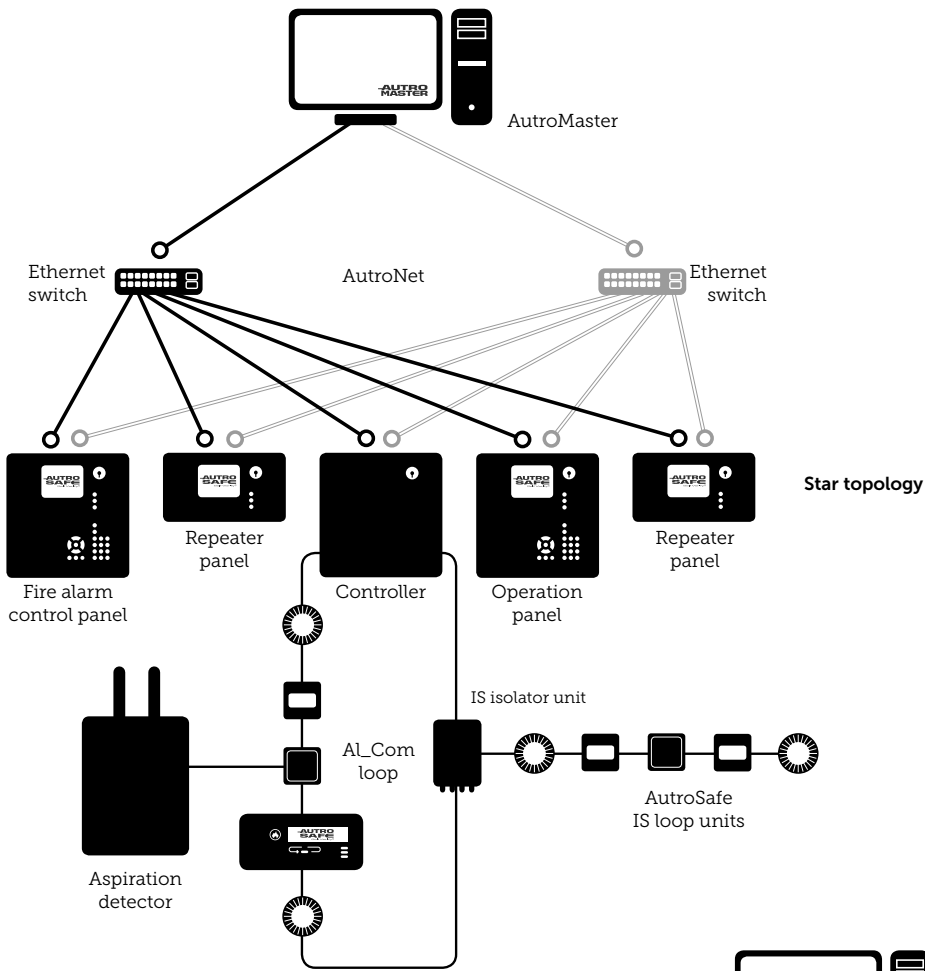 AUTRO
MASTER
AutroMaster
Ethernet
switch
AutroNet
Ethernet
switch
AUTRO
SAFE
AUTRO
SAFE
AUTRO
SAFE
AUTRO
SAFE
Star topology
Fire alarm
control panel
Repeater
panel
Controller
Operation
panel
Repeater
panel
IS isolator unit
Al_Com
loop
AutroSafe
IS loop units
AUTRO
SAFE
Aspiration
detector